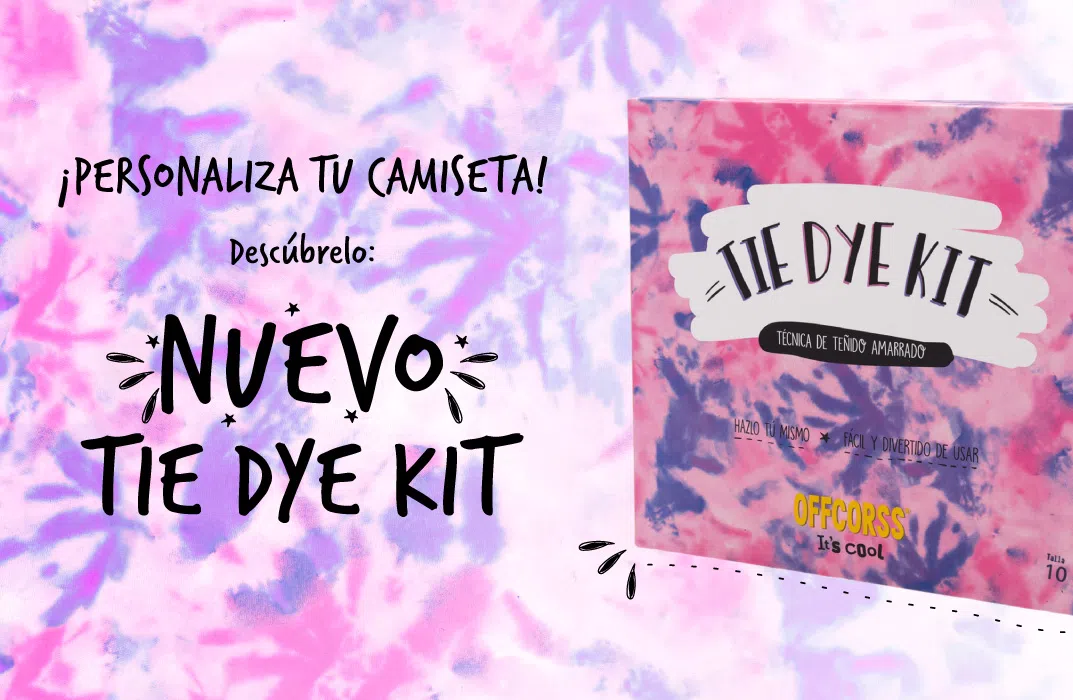 ¡PERSONALIZA TU CAMISETA!
Descúbrelo:
NUEVO
TIE DYE KIT
TIE DYE KIT
TÉCNICA DE TEÑIDO AMARRADO
HAZLO TÚ MISMO ★ FÁCIL Y DIVERTIDO DE USAR
OFFCORSS
It's COOL
Talla
10